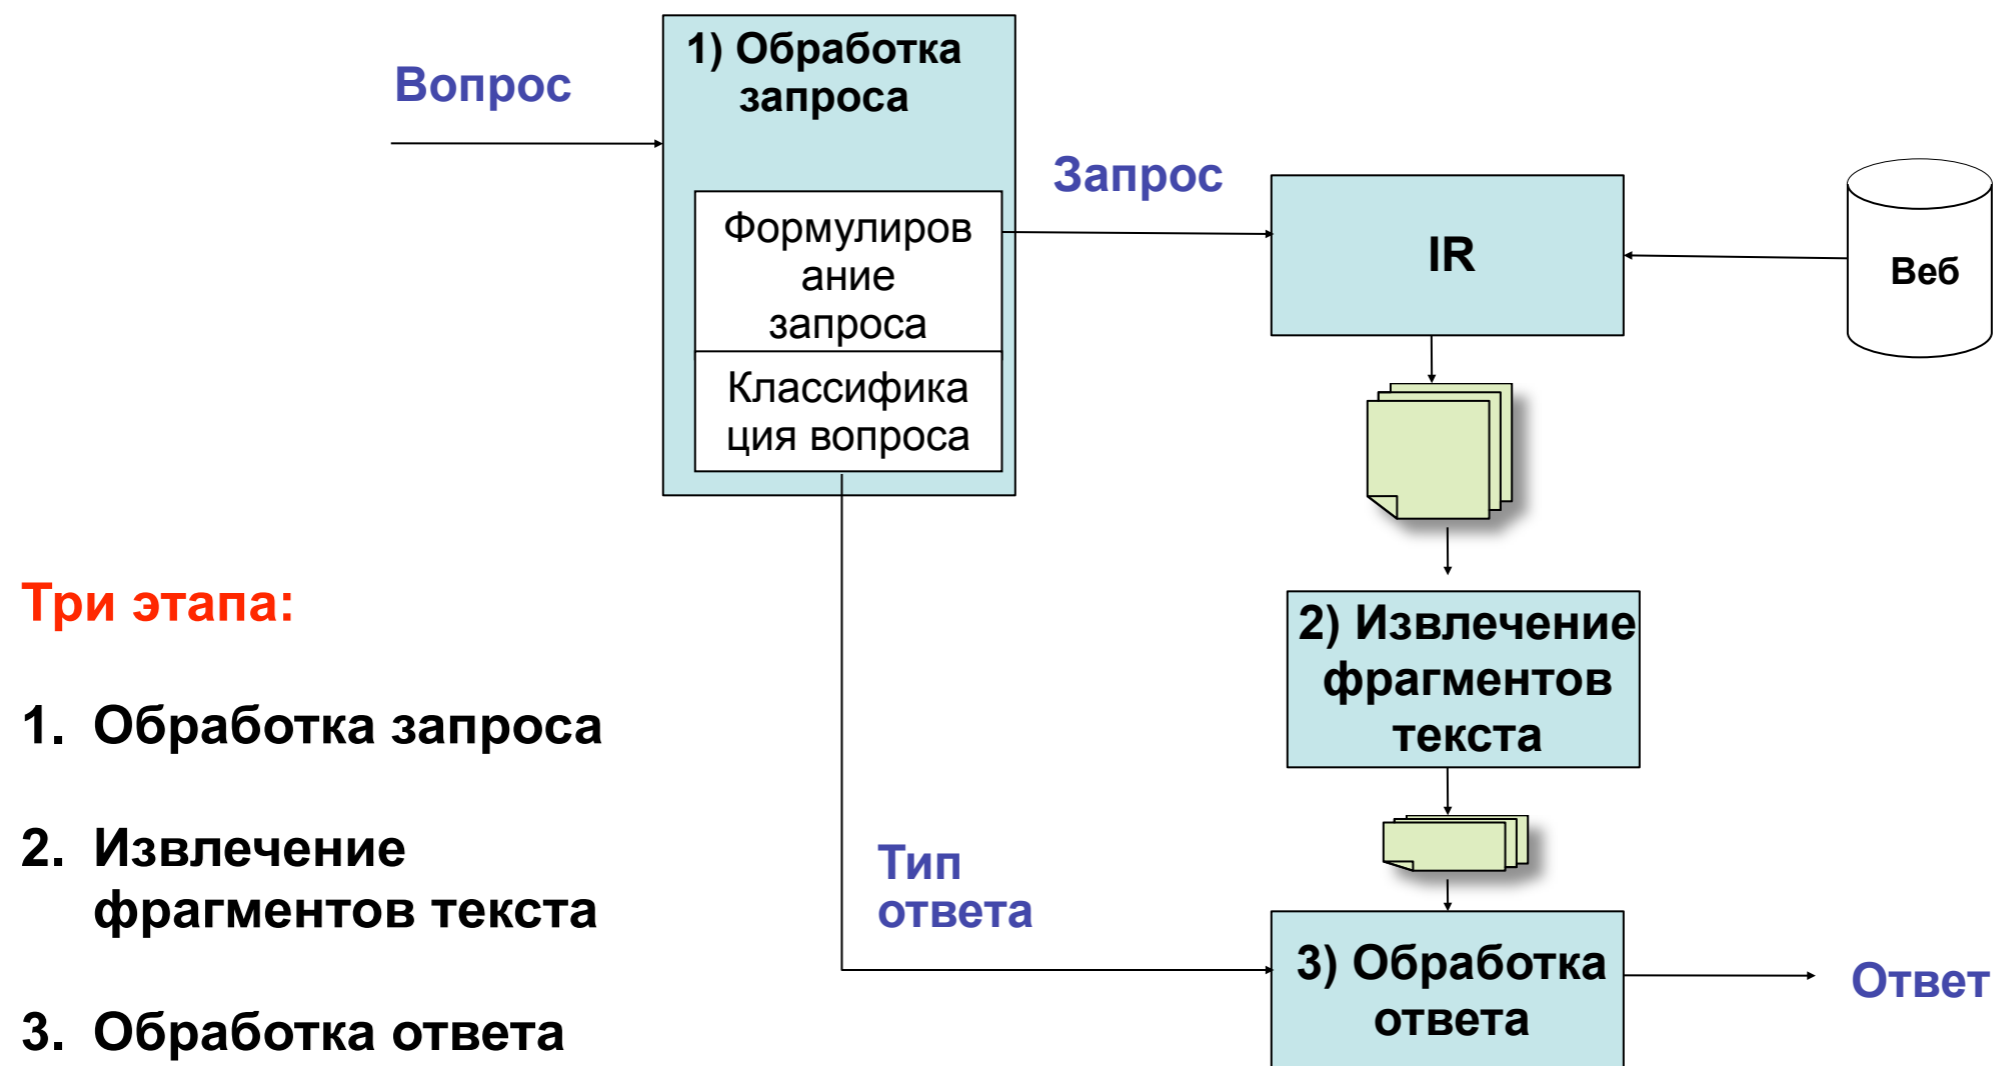 1) Обработка
запроса
Вопрос
Запрос
Формулиров
ание
запроса
Классифика
ция вопроса
IR
Веб
Три этапа:
1. Обработка запроса
2. Извлечение
фрагментов текста
3. Обработка ответа
2) Извлечение
фрагментов
текста
Тип
ответа
3) Обработка
ответа
Ответ